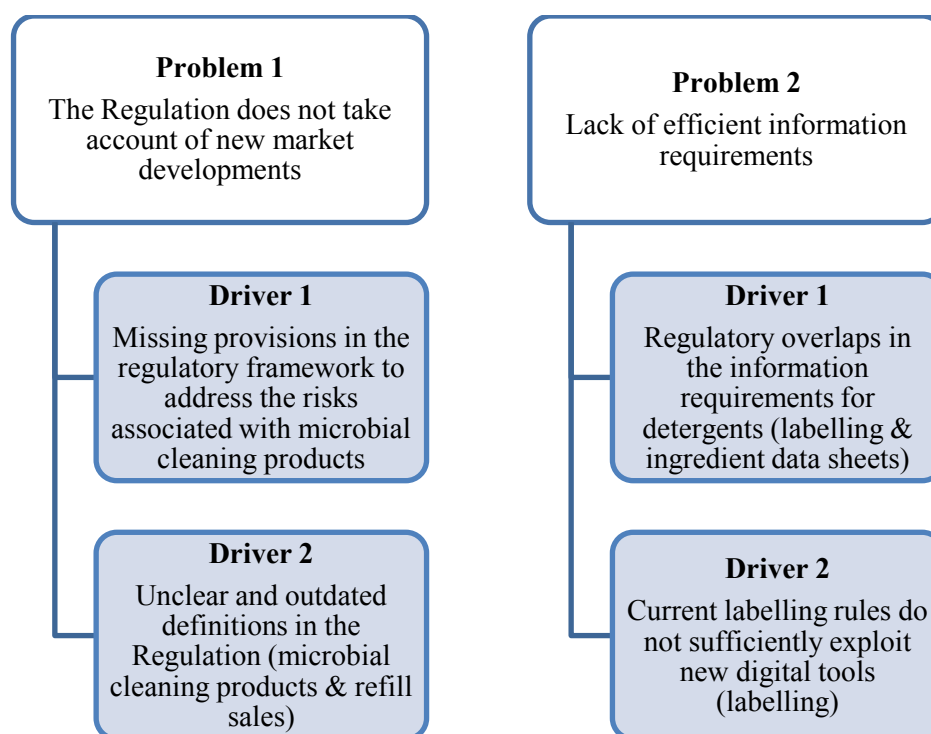 Problem 1
The Regulation does not take
account of new market
developments
Driver 1
Missing provisions in the
regulatory framework to
address the risks
associated with microbial
cleaning products
Driver 2
Unclear and outdated
definitions in the
Regulation (microbial
cleaning products & refill
sales)
Problem 2
Lack of efficient information
requirements
Driver 1
Regulatory overlaps in
the information
requirements for
detergents (labelling &
ingredient data sheets)
Driver 2
Current labelling rules do
not sufficiently exploit
new digital tools
(labelling)